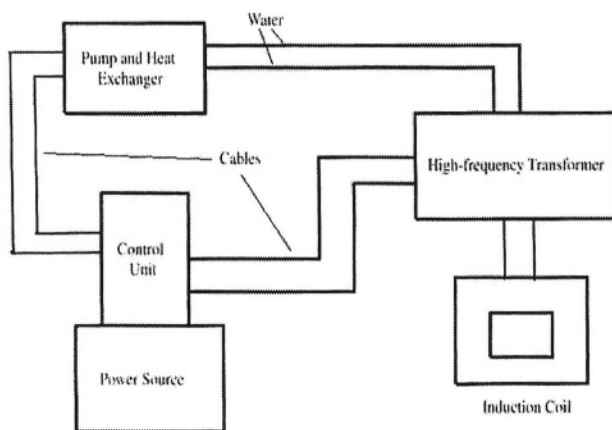 Water
Pump and Heat
Exchanger
High-frequency Transformer
Cables
Control
Unit
Power Source
Induction Coil